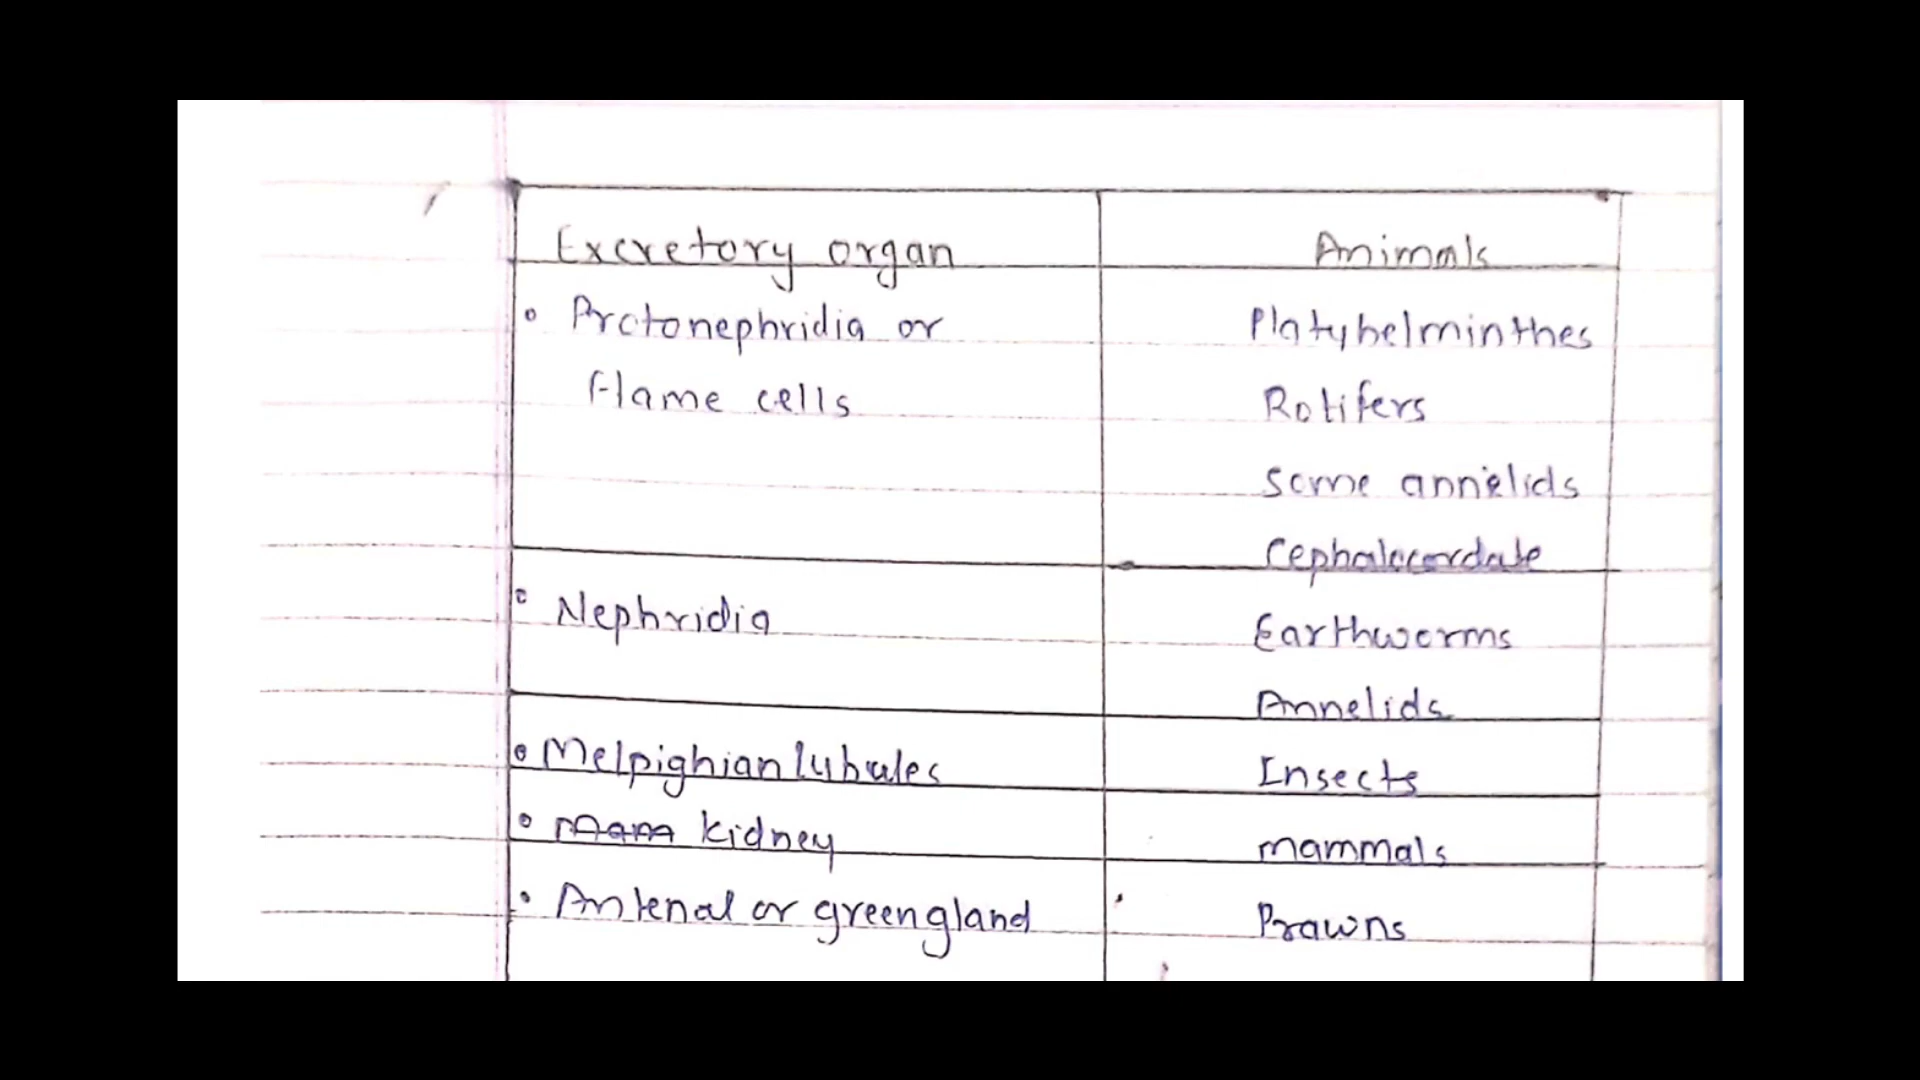 Excretory organ Animals
• Protonephridia or Platyhelminthes
Flame cells Rotifers
Some annelids
Cephalocordate
• Nephridia Earthworms
Annelids
• Melpighian lubules Insects
• kidney mammals
• Antenal or greengland Prawns